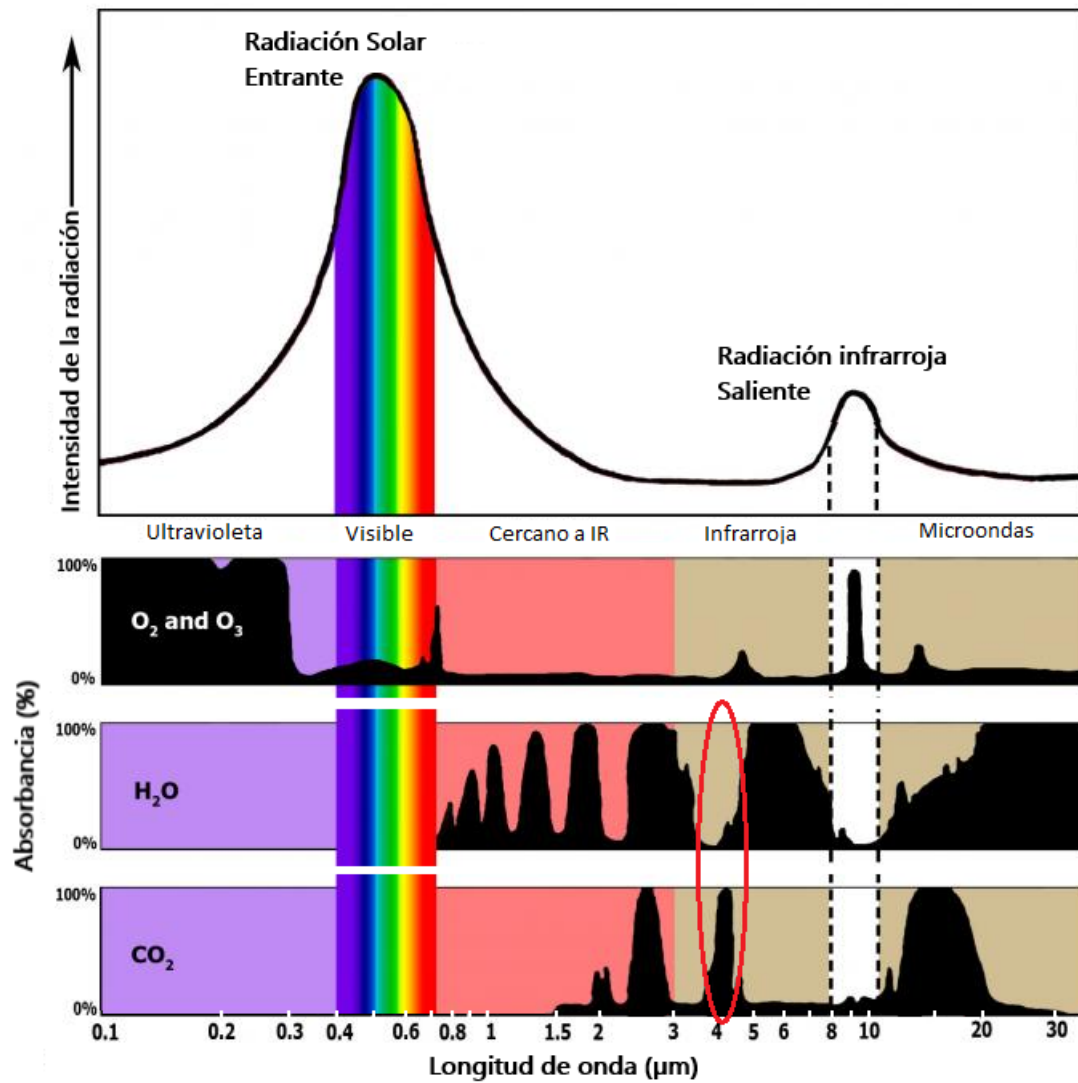 Radiación Solar
Entrante
Intensidad de la radiación
Radiación infrarroja
Saliente
Ultravioleta Visible Cercano a IR Infrarroja Microondas
100%
O₂ and O₃
0%
100%
H₂O
0%
100%
CO₂
0%
Absorbancia (%)
0.1 0.2 0.3 0.4 0.6 0.8 1 1.5 2 3 4 5 6 8 10 20 30
Longitud de onda (µm)